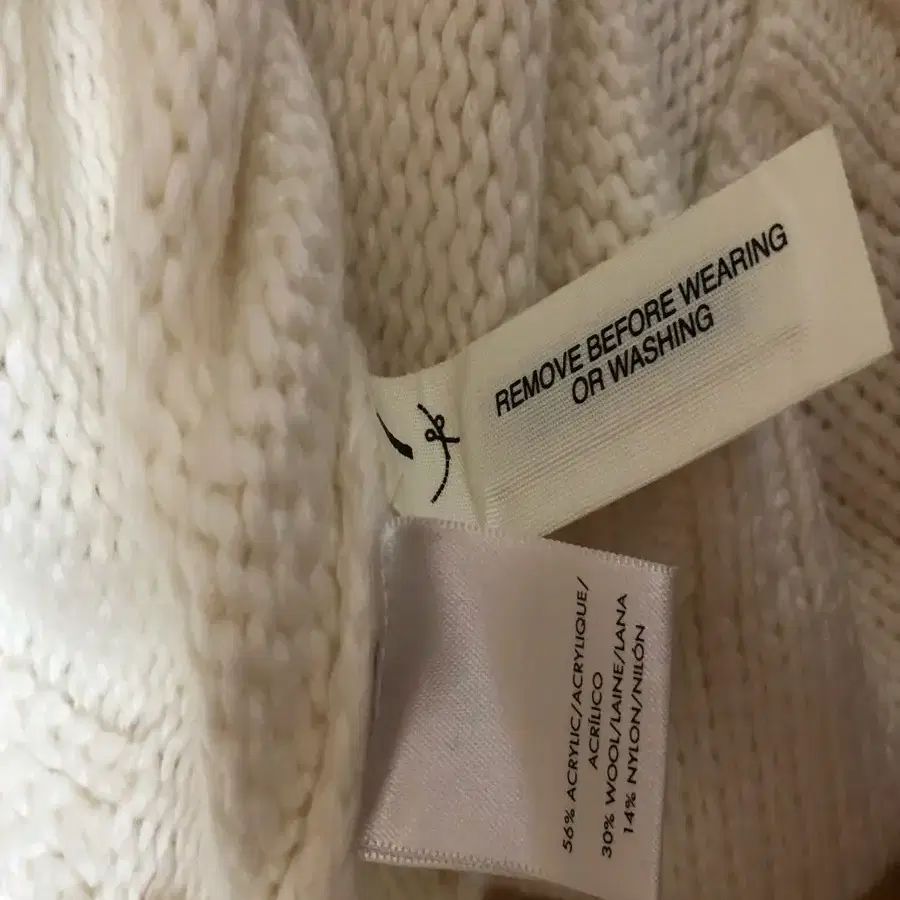 REMOVE BEFORE WEARING
OR WASHING
56% ACRYLIC/ACRYLIQUE/
ACRÍLICO
30% WOOL/LAINE/LANA
14% NYLON/NILÓN